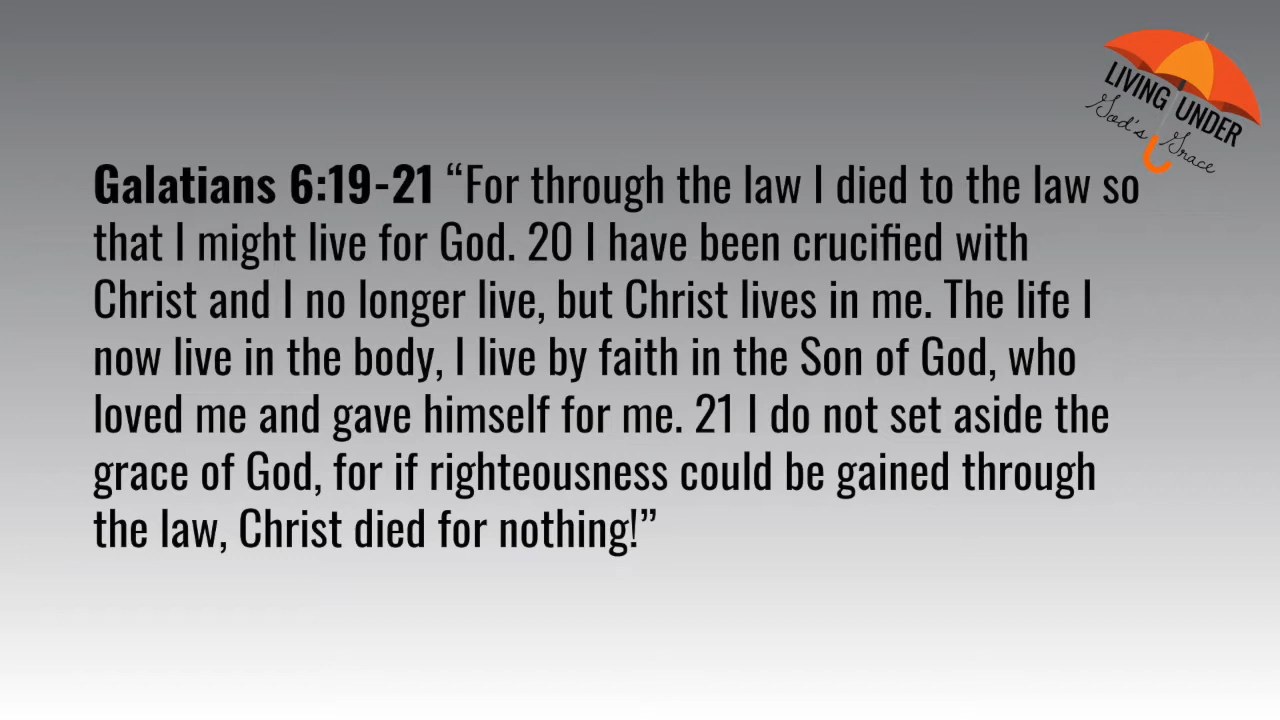 LIVING UNDER
God's Grace
Galatians 6:19-21 “For through the law I died to the law so
that I might live for God. 20 I have been crucified with
Christ and I no longer live, but Christ lives in me. The life I
now live in the body, I live by faith in the Son of God, who
loved me and gave himself for me. 21 I do not set aside the
grace of God, for if righteousness could be gained through
the law, Christ died for nothing!”